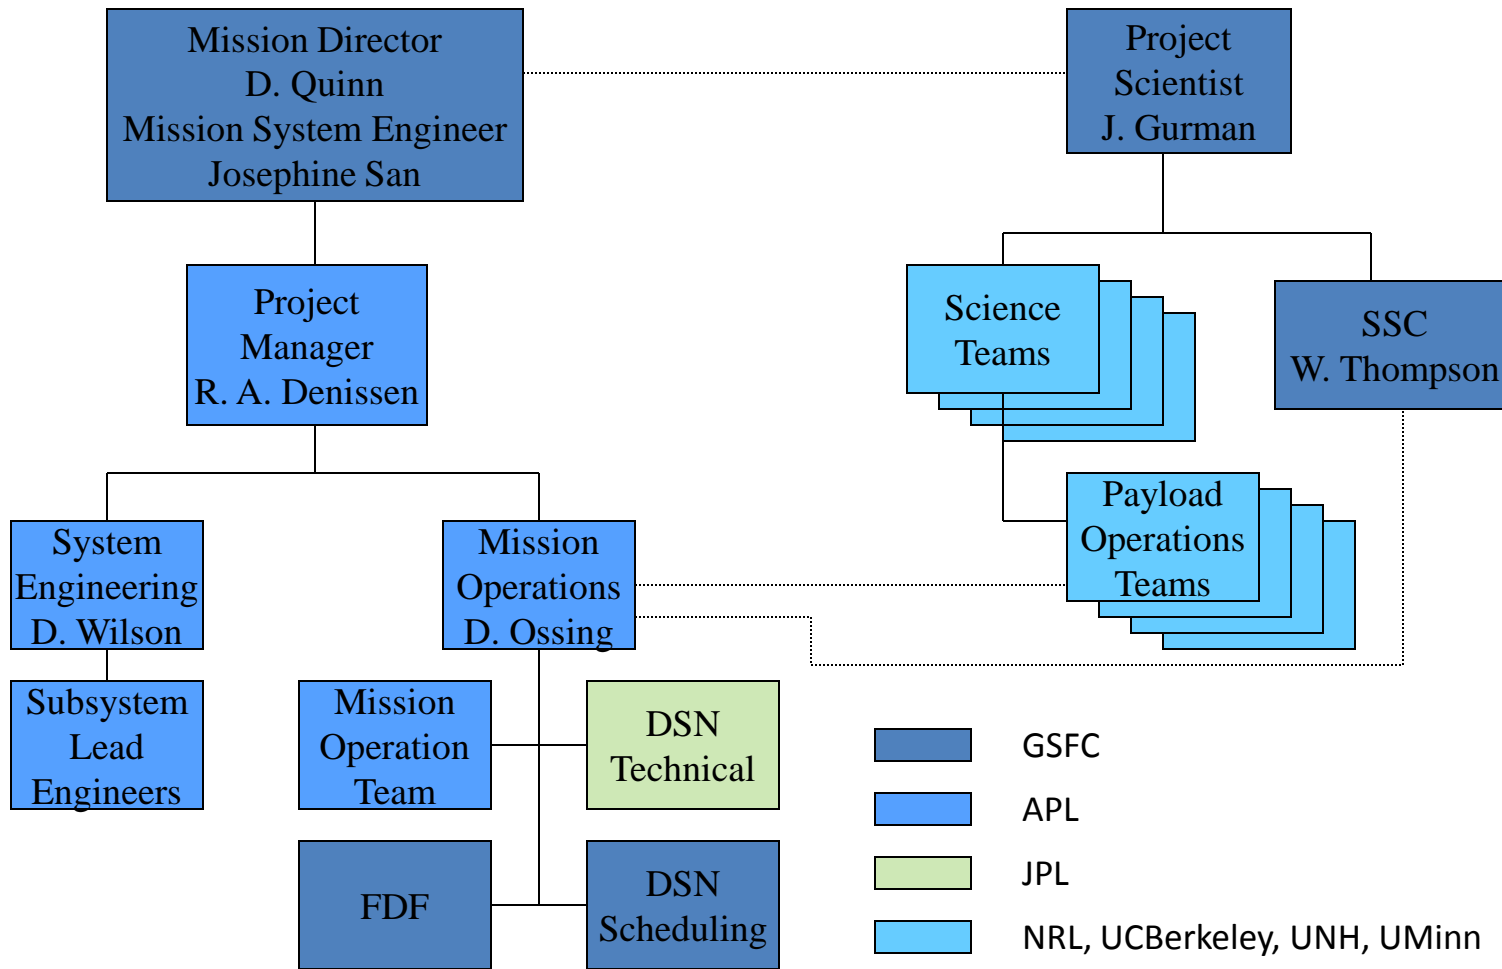 Mission Director
D. Quinn
Mission System Engineer
Josephine San
Project
Scientist
J. Gurman
Project
Manager
R. A. Denissen
Science
Teams
SSC
W. Thompson
System
Engineering
D. Wilson
Mission
Operations
D. Ossing
Payload
Operations
Teams
Subsystem
Lead
Engineers
Mission
Operation
Team
DSN
Technical
FDF
DSN
Scheduling
GSFC
APL
JPL
NRL, UCBerkeley, UNH, UMinn